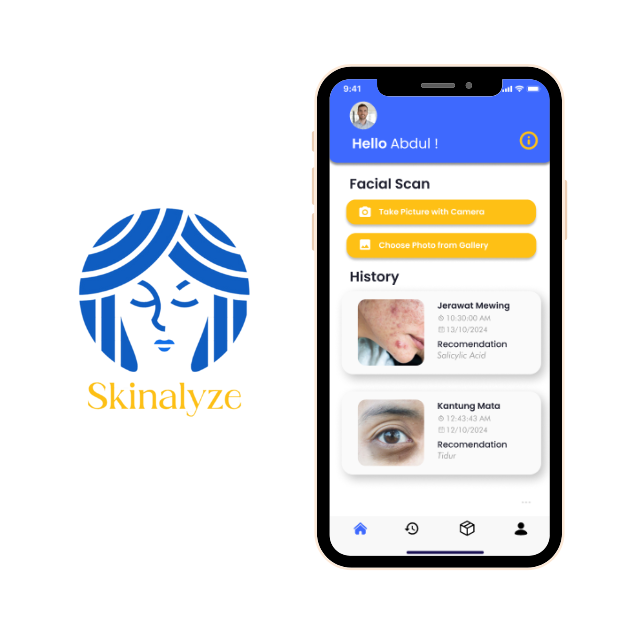 Skinalyze
9:41
Hello Abdul !
Facial Scan
Take Picture with Camera
Choose Photo from Gallery
History
Jerawat Mewing
10:30:00 AM
13/10/2024
Recomendation
Salicylic Acid
Kantung Mata
12:43:43 AM
12/10/2024
Recomendation
Tidur
...